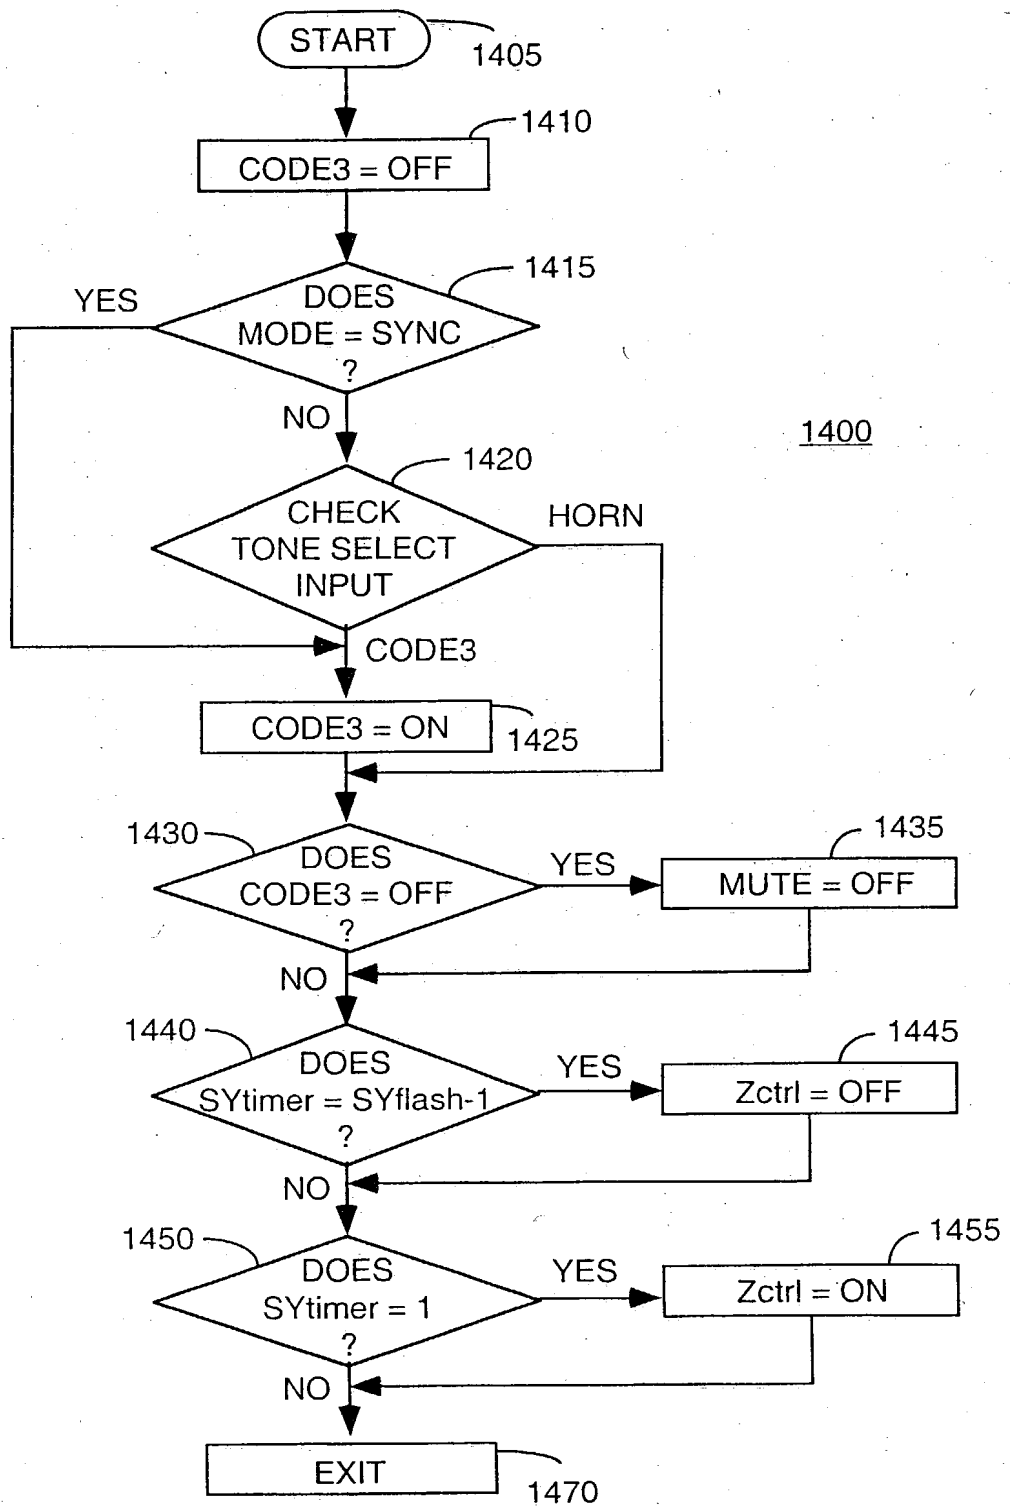 START
1405
1410
CODE3 = OFF
1415
YES
DOES
MODE = SYNC
?
NO
1400
1420
CHECK
TONE SELECT
INPUT
HORN
CODE3
CODE3 = ON
1425
1430
DOES
CODE3 = OFF
?
YES
1435
MUTE = OFF
NO
1440
DOES
SYtimer = SYflash-1
?
YES
1445
Zctrl = OFF
NO
1450
DOES
SYtimer = 1
?
YES
1455
Zctrl = ON
NO
EXIT
1470